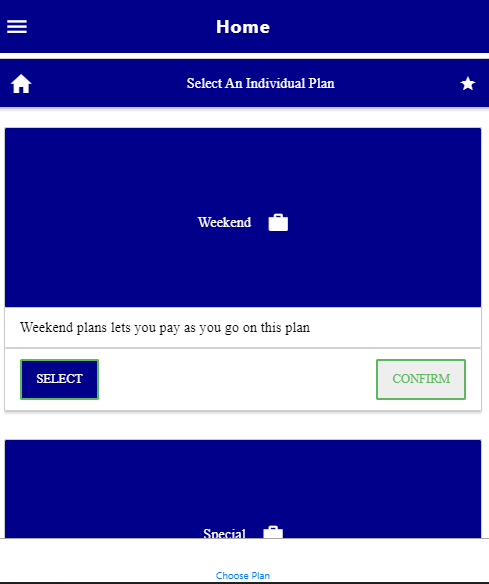 Home
Select An Individual Plan
Weekend
Weekend plans lets you pay as you go on this plan
SELECT
CONFIRM
Special
Choose Plan